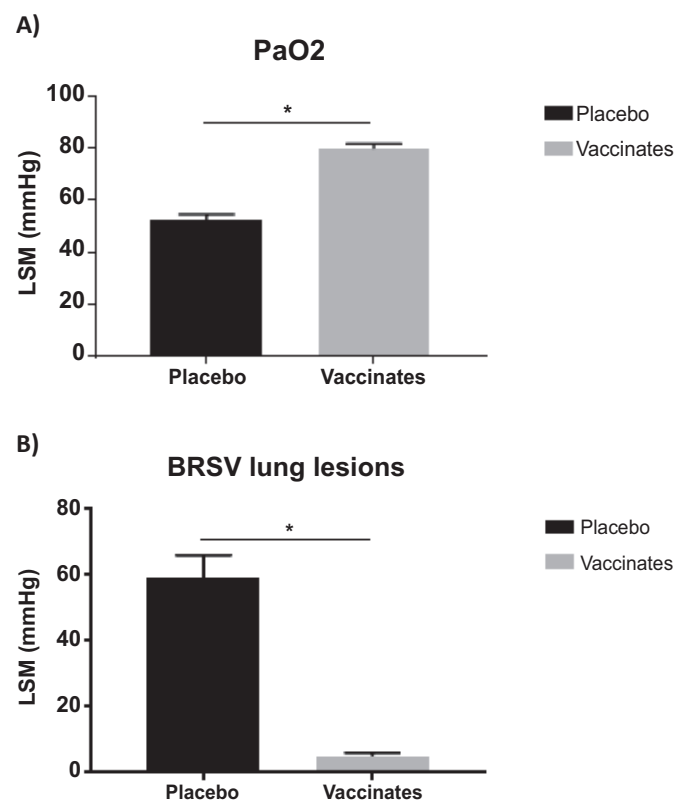 A)
PaO2
100
80
60
40
20
0
LSM (mmHg)
*
Placebo
Vaccinates
Placebo
Vaccinates
B)
BRSV lung lesions
80
60
40
20
0
LSM (mmHg)
*
Placebo
Vaccinates
Placebo
Vaccinates